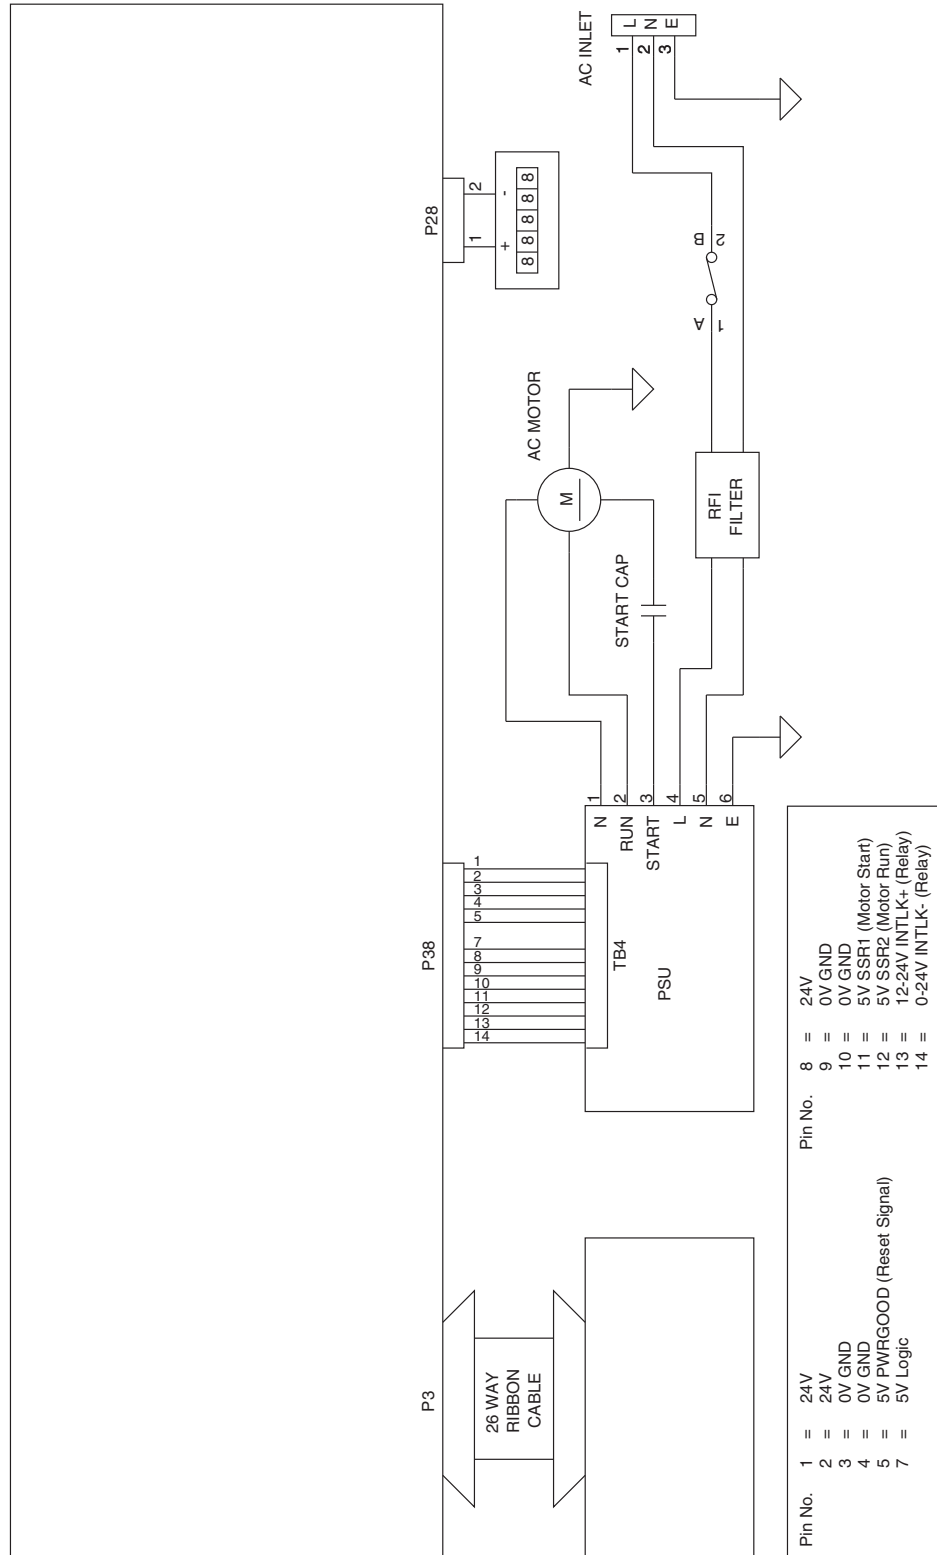 P3
26 WAY
RIBBON
CABLE
P38
1
2
3
4
5
7
8
9
10
11
12
13
14
TB4
PSU
N 1
RUN 2
START 3
L 4
N 5
E 6
START CAP
AC MOTOR
M
P28
1 2
+ -
8 8 8 8 8
RFI
FILTER
A B
1 2
AC INLET
1 L
2 N
3 E
Pin No. 1 = 24V
2 = 24V
3 = 0V GND
4 = 0V GND
5 = 5V PWRGOOD (Reset Signal)
7 = 5V Logic
Pin No. 8 = 24V
9 = 0V GND
10 = 0V GND
11 = 5V SSR1 (Motor Start)
12 = 5V SSR2 (Motor Run)
13 = 12-24V INTLK+ (Relay)
14 = 0-24V INTLK- (Relay)